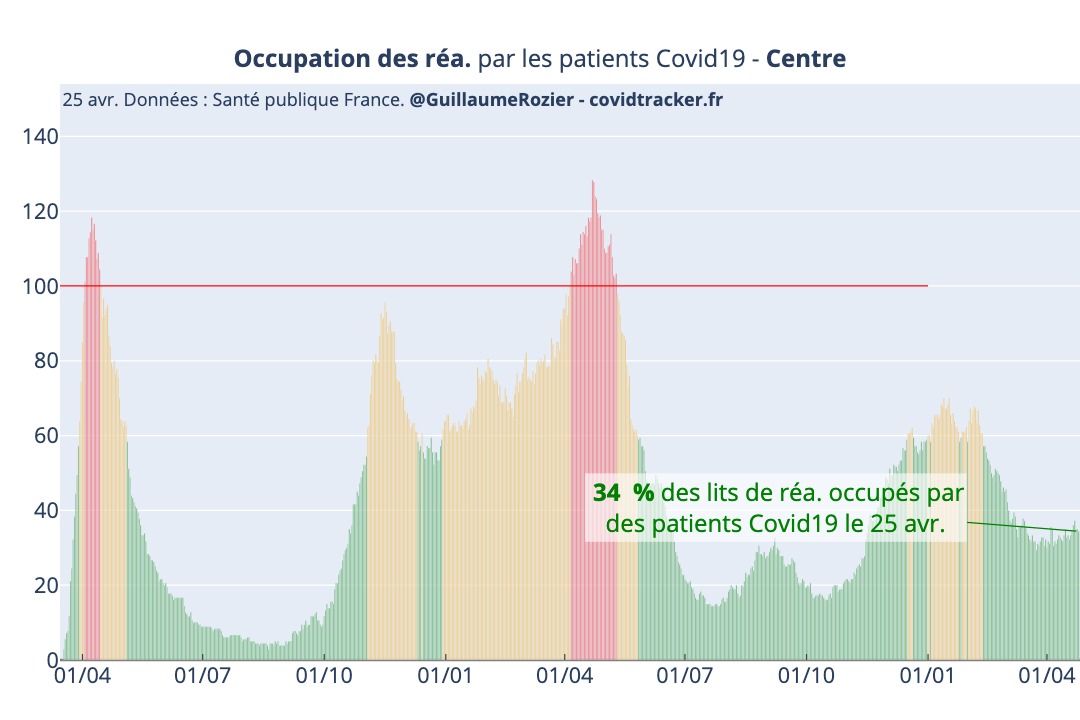 Occupation des réa. par les patients Covid19 - Centre
25 avr. Données : Santé publique France. @GuillaumeRozier - covidtracker.fr
140
120
100
80
60
40
20
0
34 % des lits de réa. occupés par
des patients Covid19 le 25 avr.
01/04 01/07 01/10 01/01 01/04 01/07 01/10 01/01 01/04